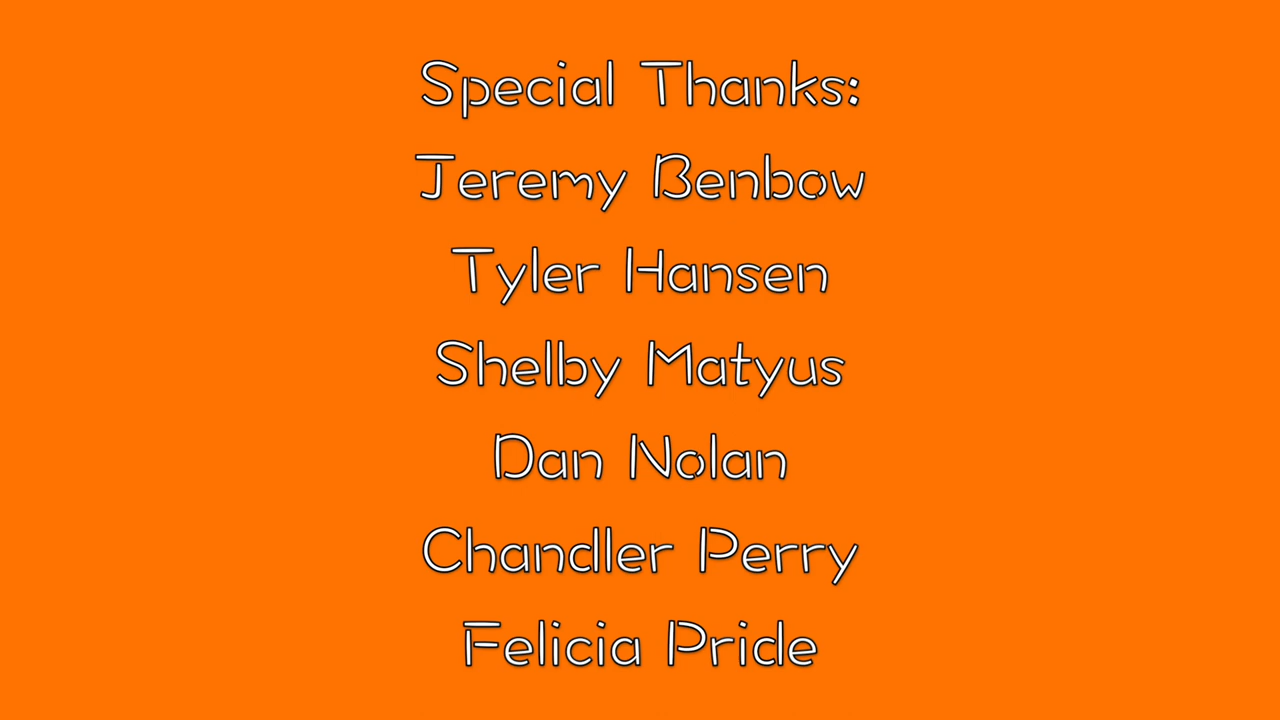 Special Thanks:
Jeremy Benbow
Tyler Hansen
Shelby Matyus
Dan Nolan
Chandler Perry
Felicia Pride